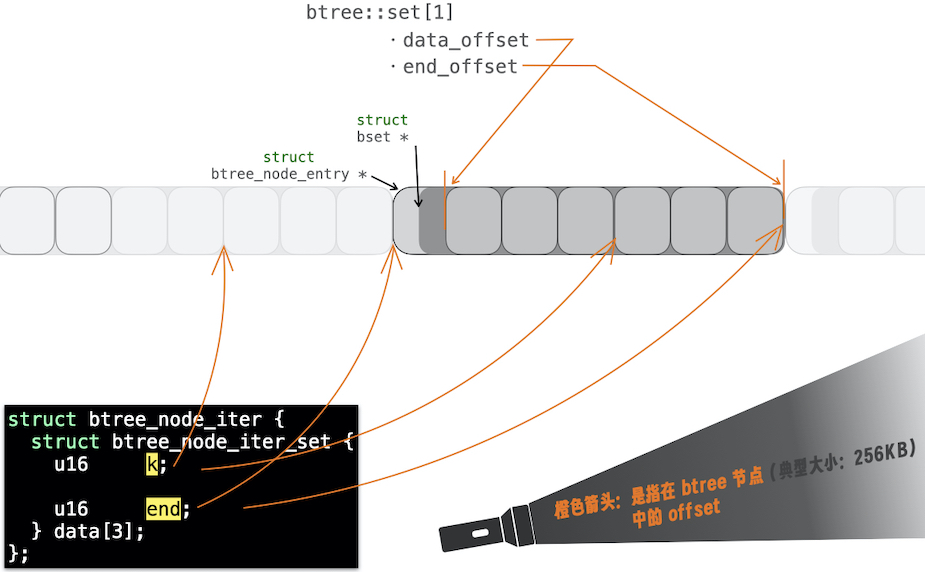 btree::set[1]
· data_offset
· end_offset
struct
bset *
struct
btree_node_entry *
struct btree_node_iter {
struct btree_node_iter_set {
u16 k;
u16 end;
} data[3];
};
橙色箭头：是指在 btree 节点 (典型大小：256KB)
中的 offset